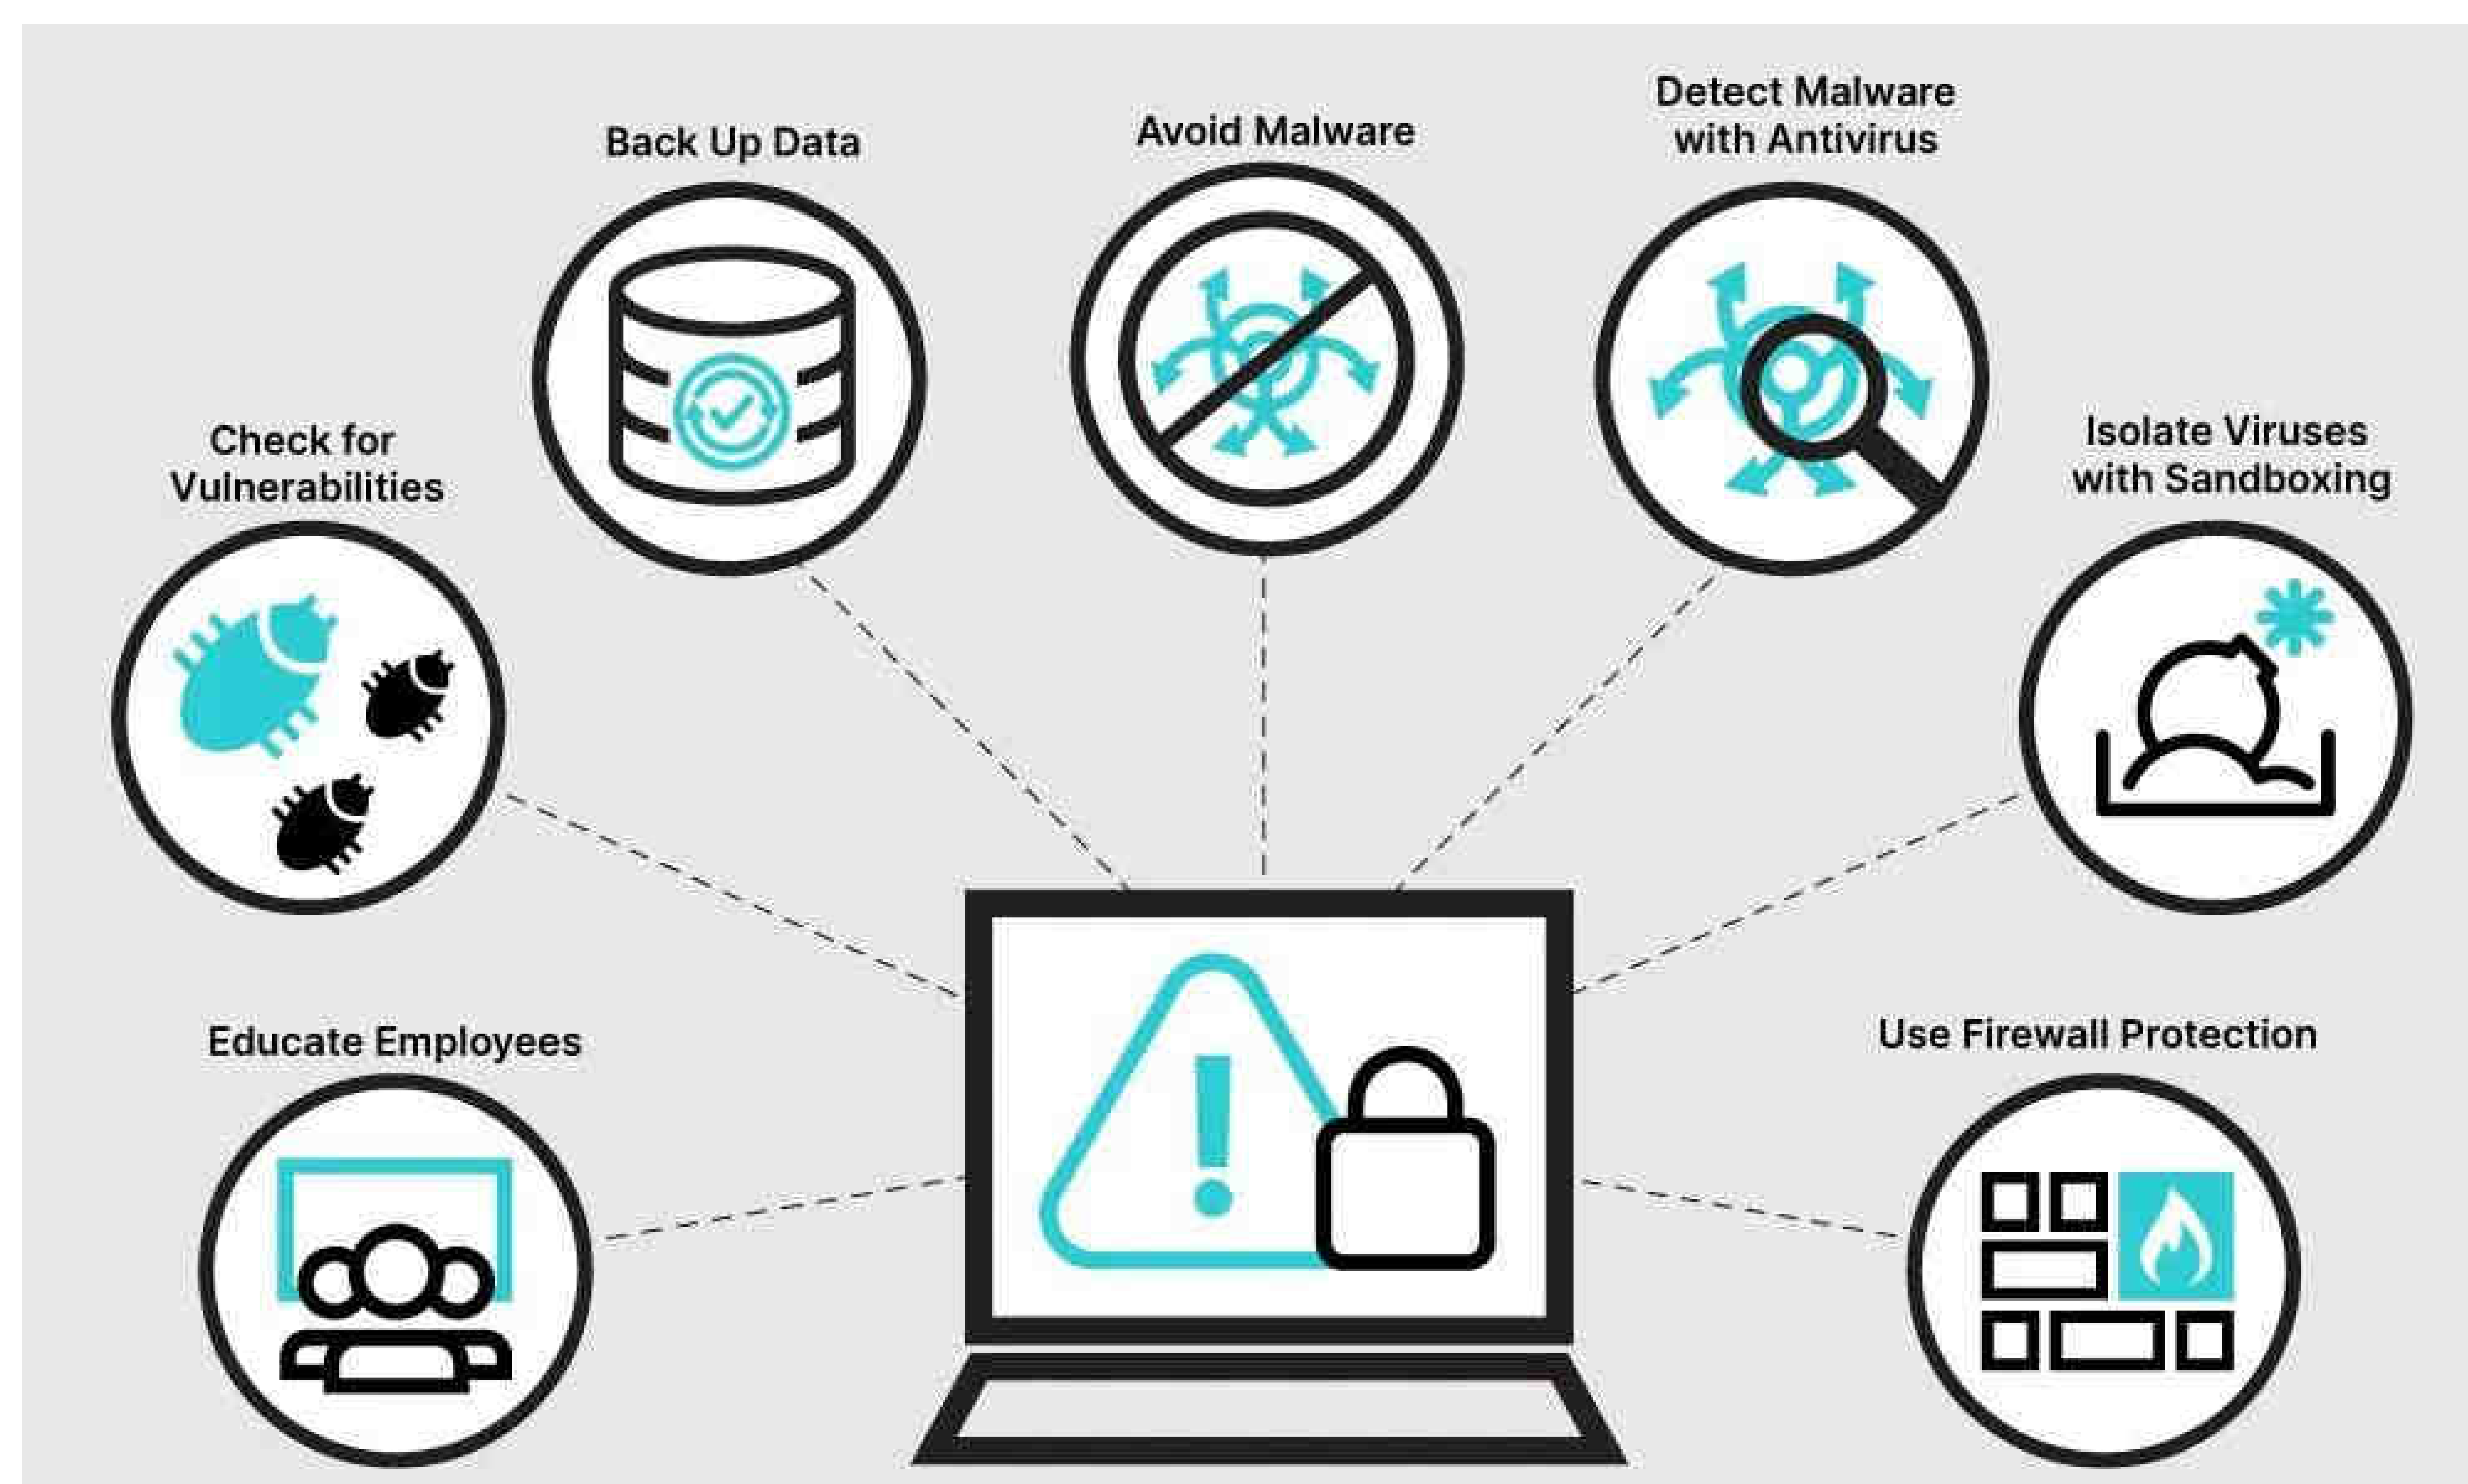 Detect Malware
with Antivirus
Avoid Malware
Back Up Data
Isolate Viruses
with Sandboxing
Check for
Vulnerabilities
Use Firewall Protection
Educate Employees